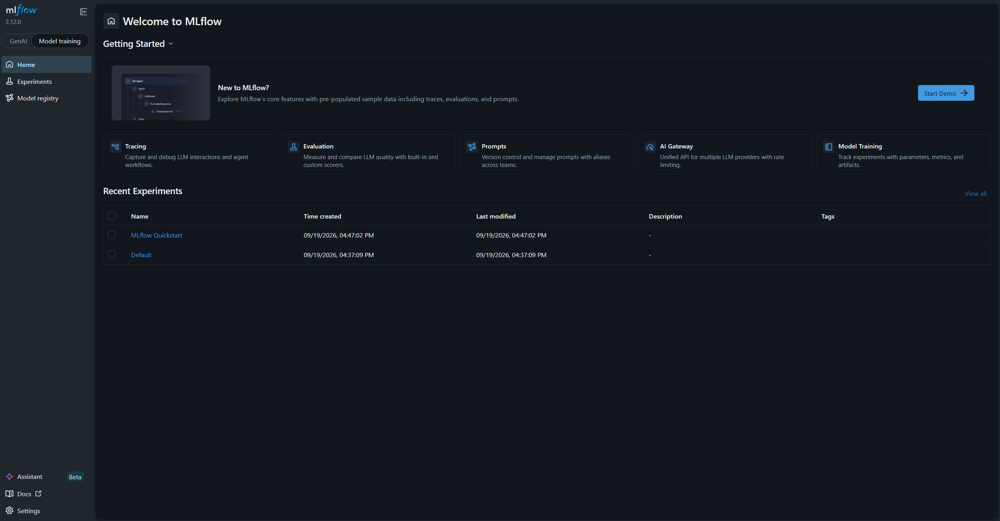 mlflow
3.12.0
GenAI
Model training
Home
Experiments
Model registry
Assistant
Beta
Docs
Settings
Welcome to MLflow
Getting Started
QA Agent
Agent
CallModel
RunnableSequence
ChatDatabricks
3
Tools
New to MLflow?
Explore MLflow's core features with pre-populated sample data including traces, evaluations, and prompts.
Start Demo
Tracing
Capture and debug LLM interactions and agent
workflows.
Evaluation
Measure and compare LLM quality with built-in and
custom scorers.
Prompts
Version control and manage prompts with aliases
across teams.
AI Gateway
Unified API for multiple LLM providers with rate
limiting.
Model Training
Track experiments with parameters, metrics, and
artifacts.
Recent Experiments
View all
Name Time created Last modified Description Tags
MLflow Quickstart 09/19/2026, 04:47:02 PM 09/19/2026, 04:47:02 PM -
Default 09/19/2026, 04:37:09 PM 09/19/2026, 04:37:09 PM -